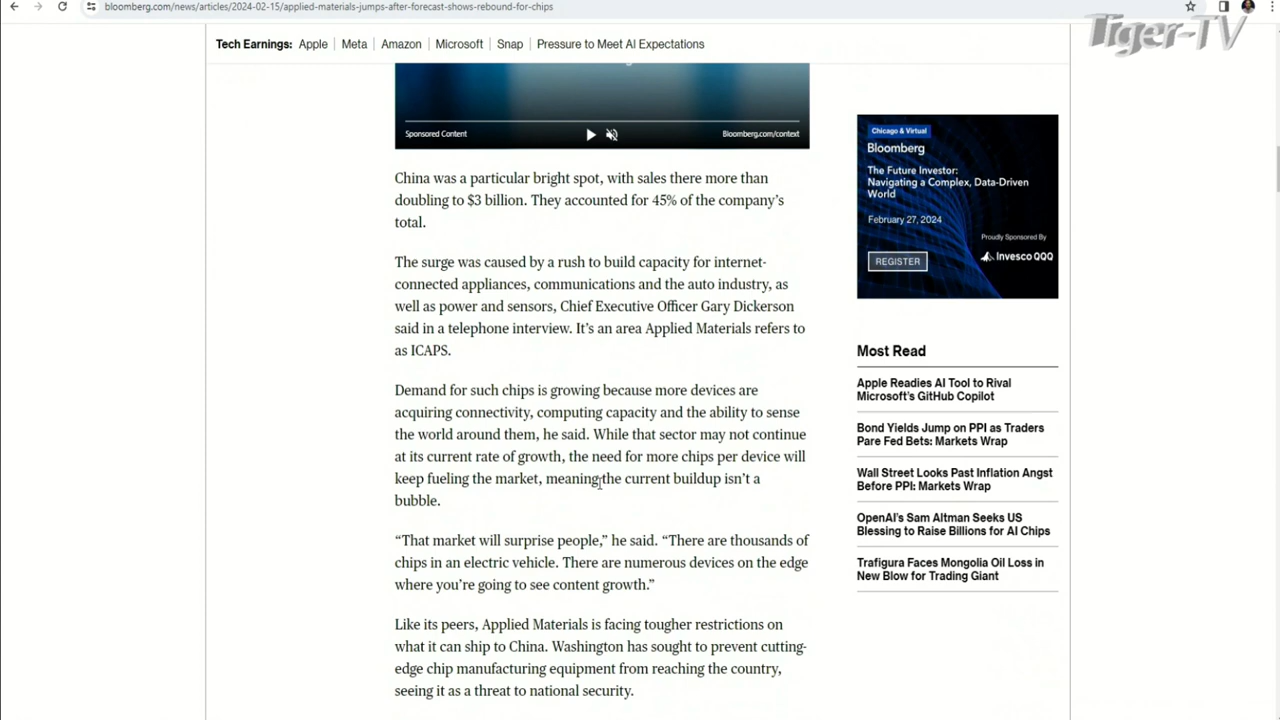 bloomberg.com/news/articles/2024-02-15/applied-materials-jumps-after-forecast-shows-rebound-for-chips
Tiger-TV
Tech Earnings: Apple | Meta | Amazon | Microsoft | Snap | Pressure to Meet AI Expectations
Sponsored Content
Bloomberg.com/context
China was a particular bright spot, with sales there more than
doubling to $3 billion. They accounted for 45% of the company’s
total.
The surge was caused by a rush to build capacity for internet-
connected appliances, communications and the auto industry, as
well as power and sensors, Chief Executive Officer Gary Dickerson
said in a telephone interview. It’s an area Applied Materials refers to
as ICAPS.
Demand for such chips is growing because more devices are
acquiring connectivity, computing capacity and the ability to sense
the world around them, he said. While that sector may not continue
at its current rate of growth, the need for more chips per device will
keep fueling the market, meaning the current buildup isn’t a
bubble.
“That market will surprise people,” he said. “There are thousands of
chips in an electric vehicle. There are numerous devices on the edge
where you’re going to see content growth.”
Like its peers, Applied Materials is facing tougher restrictions on
what it can ship to China. Washington has sought to prevent cutting-
edge chip manufacturing equipment from reaching the country,
seeing it as a threat to national security.
Chicago & Virtual
Bloomberg
The Future Investor:
Navigating a Complex, Data-Driven
World
February 27, 2024
Proudly Sponsored By
Invesco QQQ
REGISTER
Most Read
Apple Readies AI Tool to Rival
Microsoft’s GitHub Copilot
Bond Yields Jump on PPI as Traders
Pare Fed Bets: Markets Wrap
Wall Street Looks Past Inflation Angst
Before PPI: Markets Wrap
OpenAI’s Sam Altman Seeks US
Blessing to Raise Billions for AI Chips
Trafigura Faces Mongolia Oil Loss in
New Blow for Trading Giant